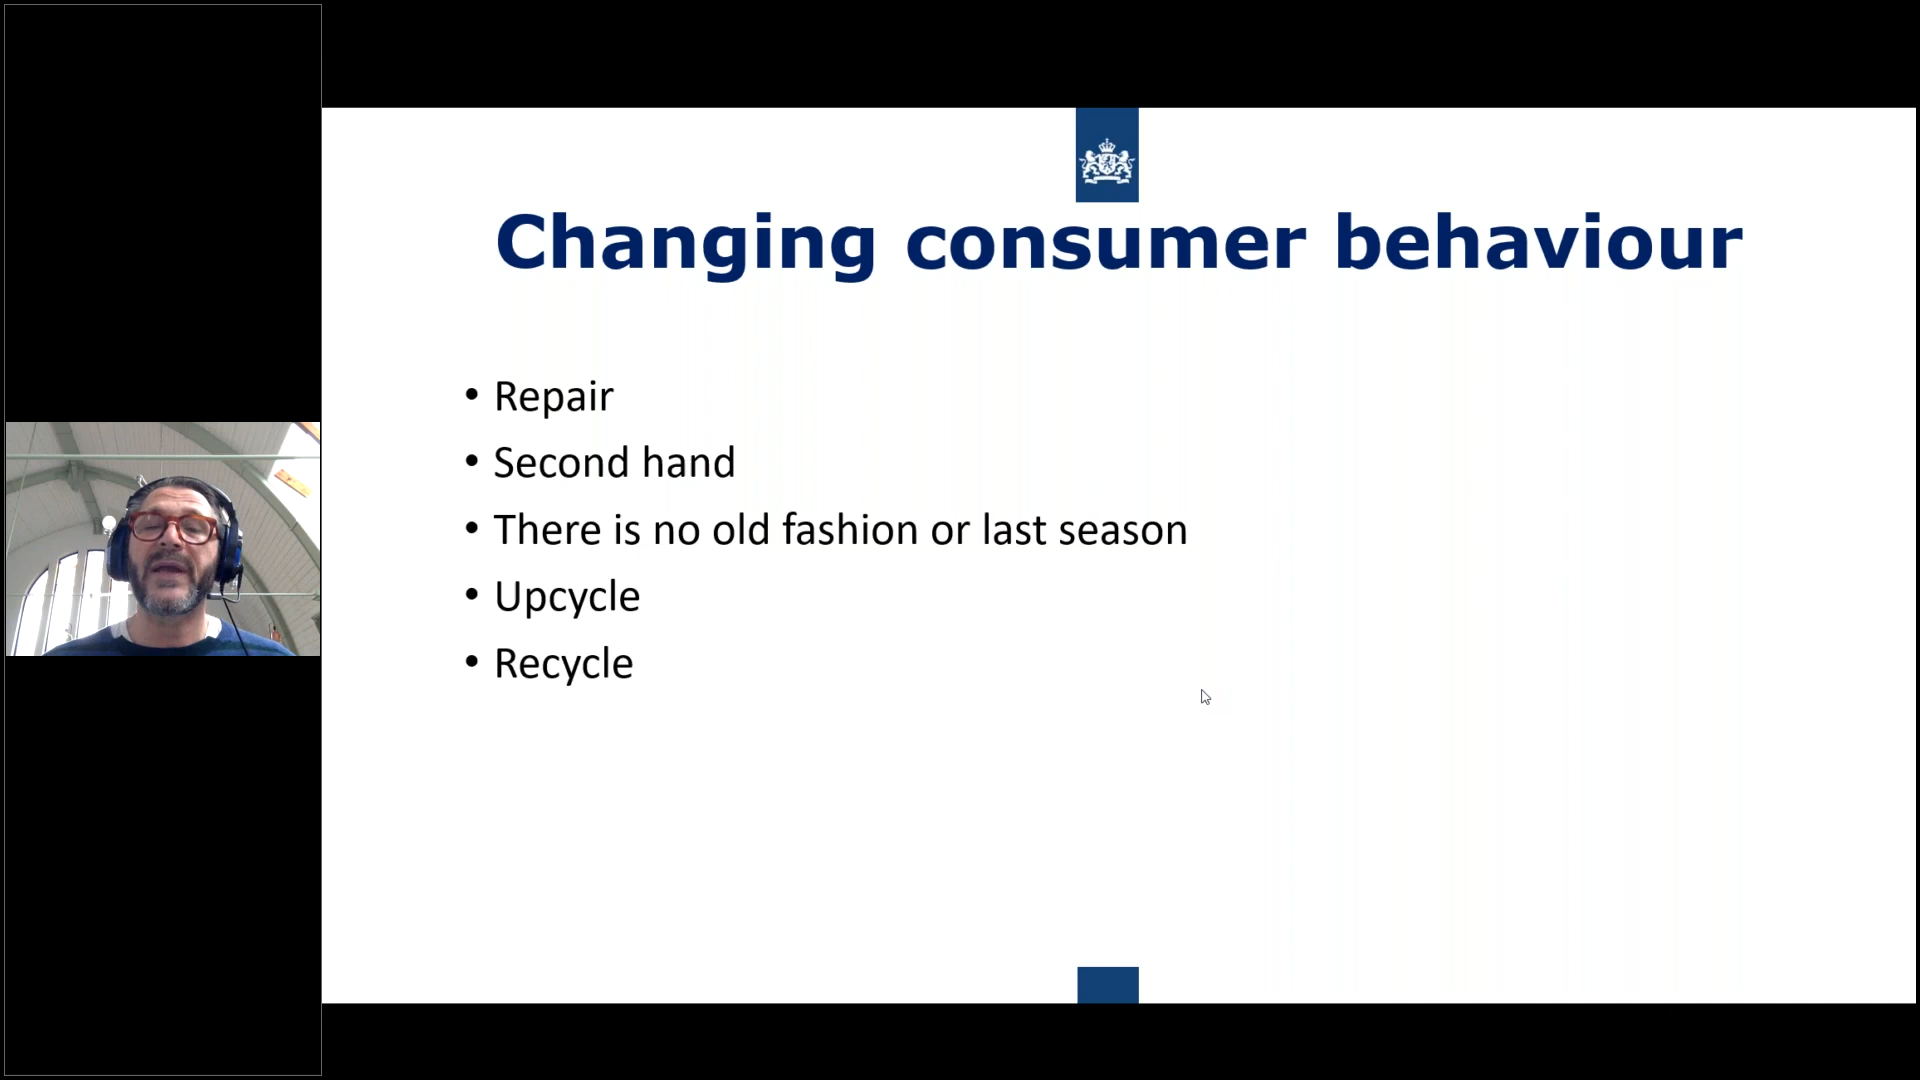 Changing consumer behaviour
• Repair
• Second hand
• There is no old fashion or last season
• Upcycle
• Recycle